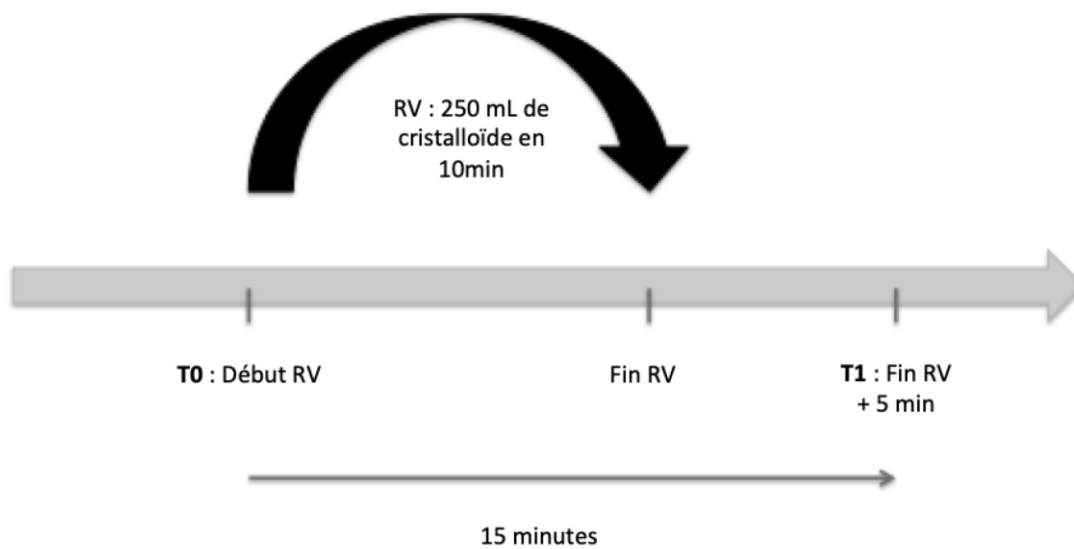 RV : 250 mL de
cristalloïde en
10min
T0 : Début RV
Fin RV
T1 : Fin RV
+ 5 min
15 minutes